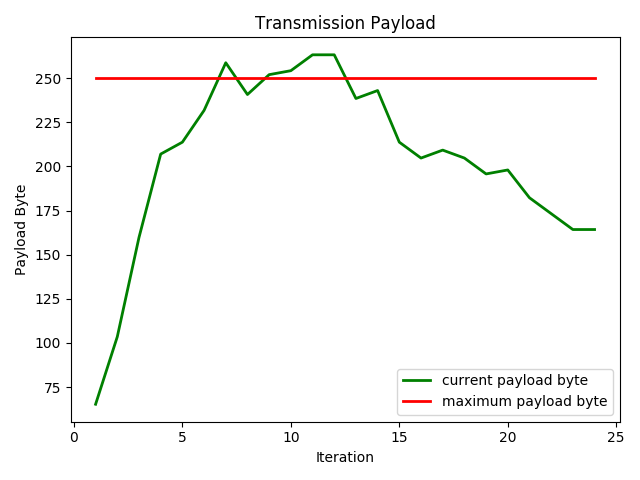 Transmission Payload
Payload Byte
250
225
200
175
150
125
100
75
0
5
10
15
20
25
Iteration
current payload byte
maximum payload byte